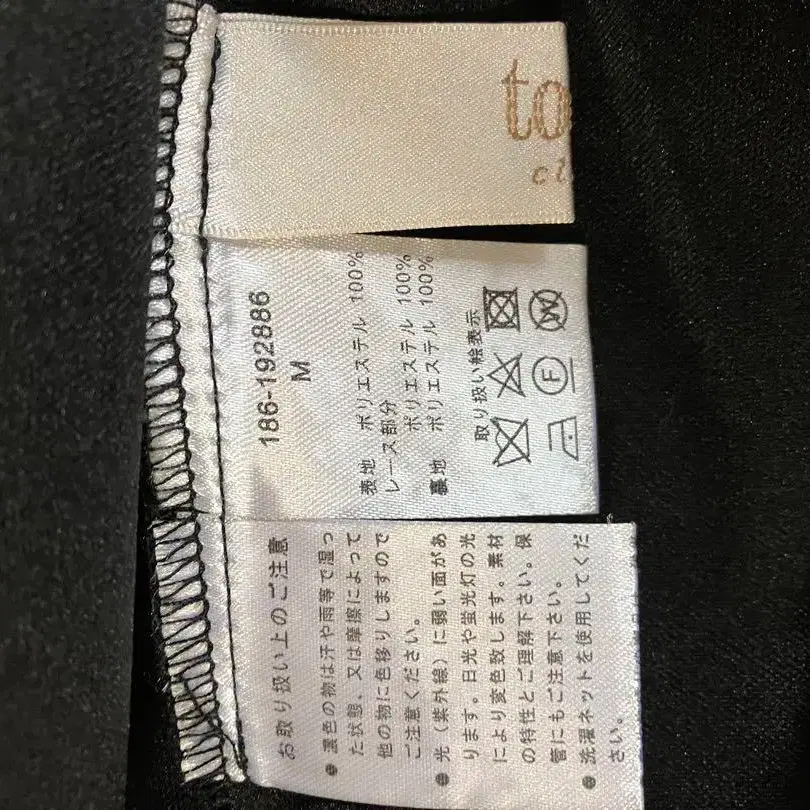 to
cl
186-192886
M
表地 ポリエステル 100%
レース部分
ポリエステル 100%
裏地 ポリエステル 100%
取り扱い絵表示
W
F
お取り扱い上のご注意
●濃色の物は汗や雨等で湿っ
た状態、又は摩擦によって
他の物に色移りしますので
ご注意ください。
●光（紫外線）に弱い面があ
ります。日光や蛍光灯の光
により変色致します。素材
の特性とご理解下さい。保
管にもご注意下さい。
●洗濯ネットを使用してくだ
さい。